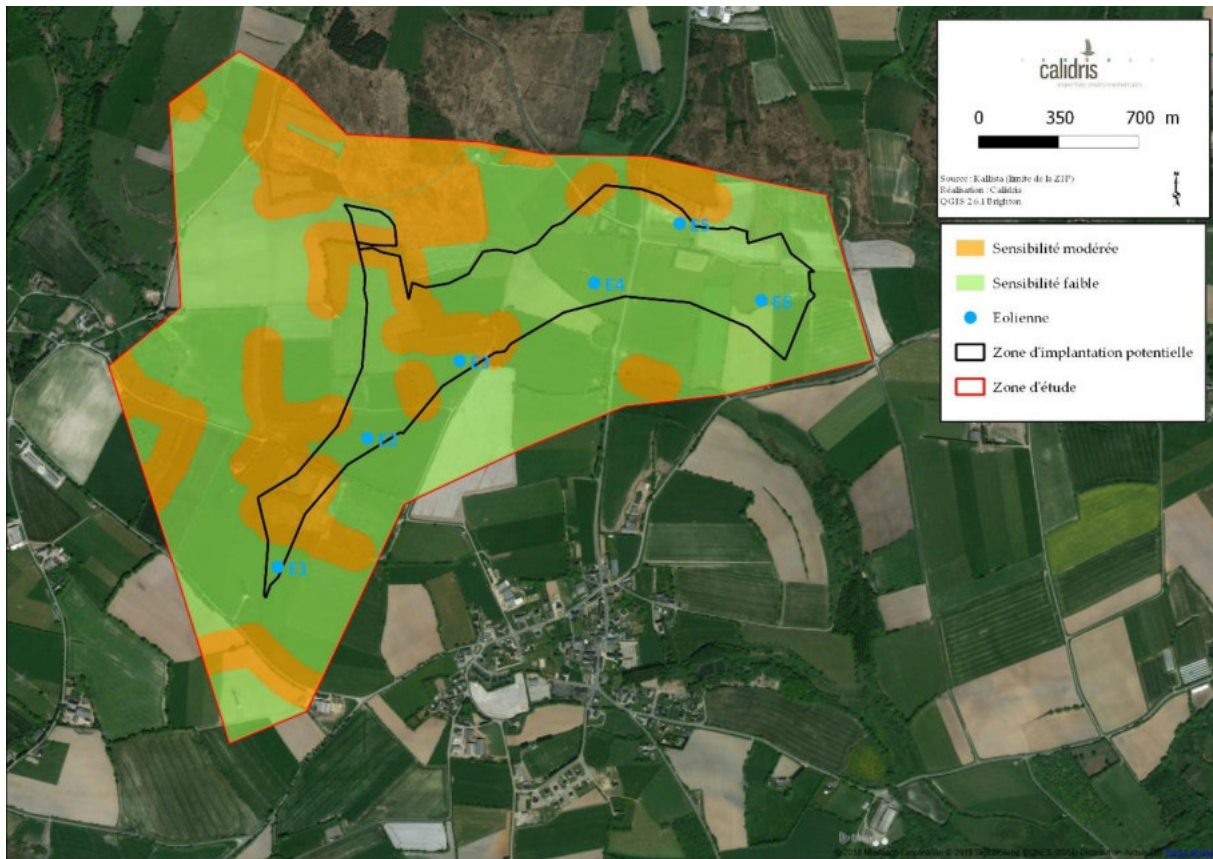 calidris
0 350 700 m
Source : Kallista (limite de la ZIP)
Réalisation : Calidris
QGIS 2.6.1 Brighton
Sensibilité modérée
Sensibilité faible
Eolienne
Zone d'implantation potentielle
Zone d'étude
E5
E4
E6
E3
E2
E1